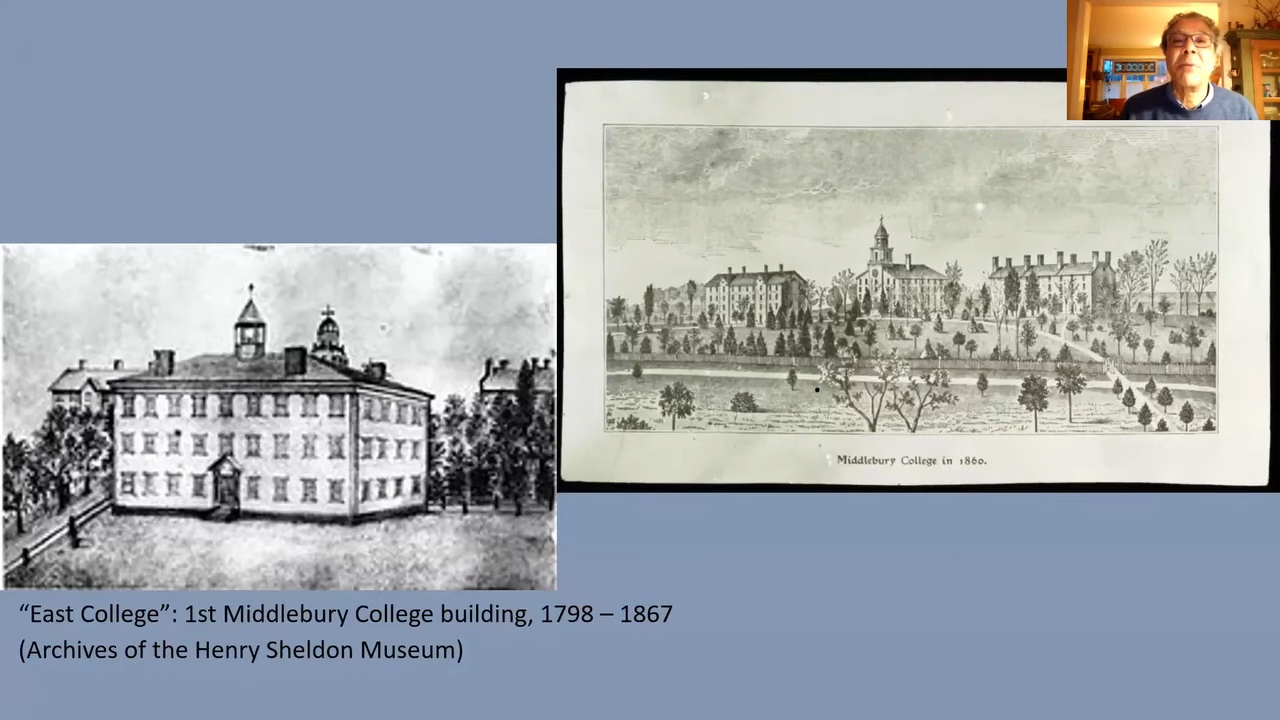 Middlebury College in 1860.
“East College”: 1st Middlebury College building, 1798 – 1867
(Archives of the Henry Sheldon Museum)